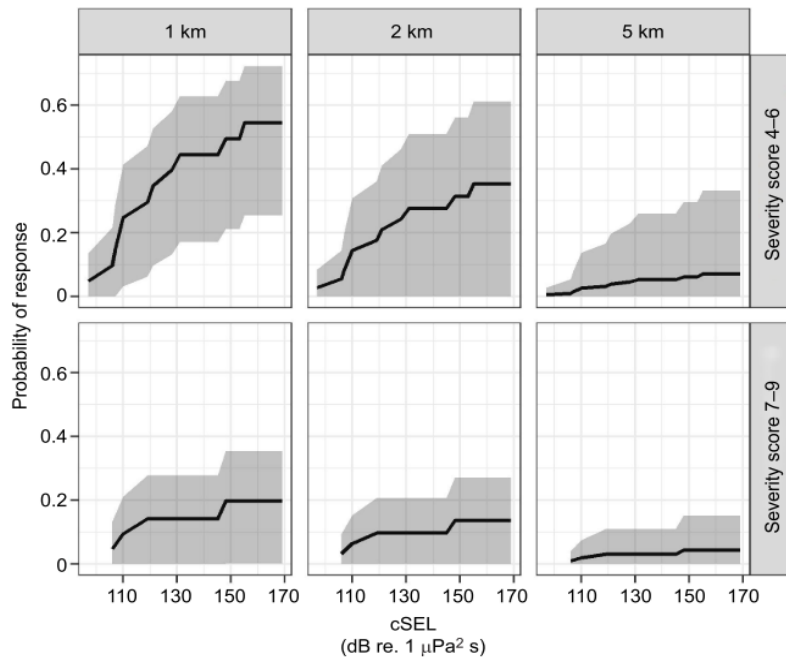 1 km
2 km
5 km
Probability of response
0.6
0.4
0.2
0
Severity score 4–6
0.6
0.4
0.2
0
Severity score 7–9
110 130 150 170
110 130 150 170
110 130 150 170
cSEL
(dB re. 1 μPa² s)